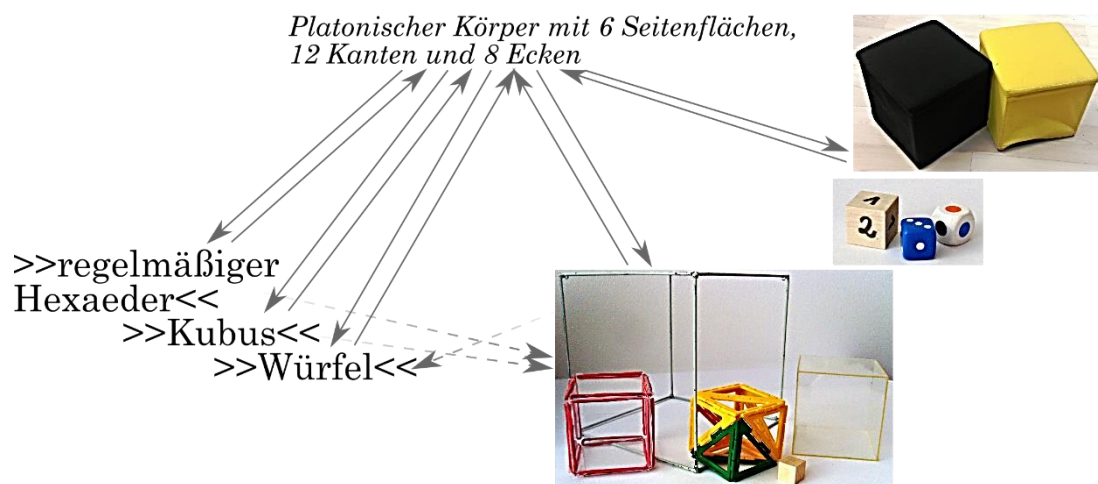 Platonischer Körper mit 6 Seitenflächen,
12 Kanten und 8 Ecken
>>regelmäßiger
Hexaeder<<
>>Kubus<<
>>Würfel<<
1
2